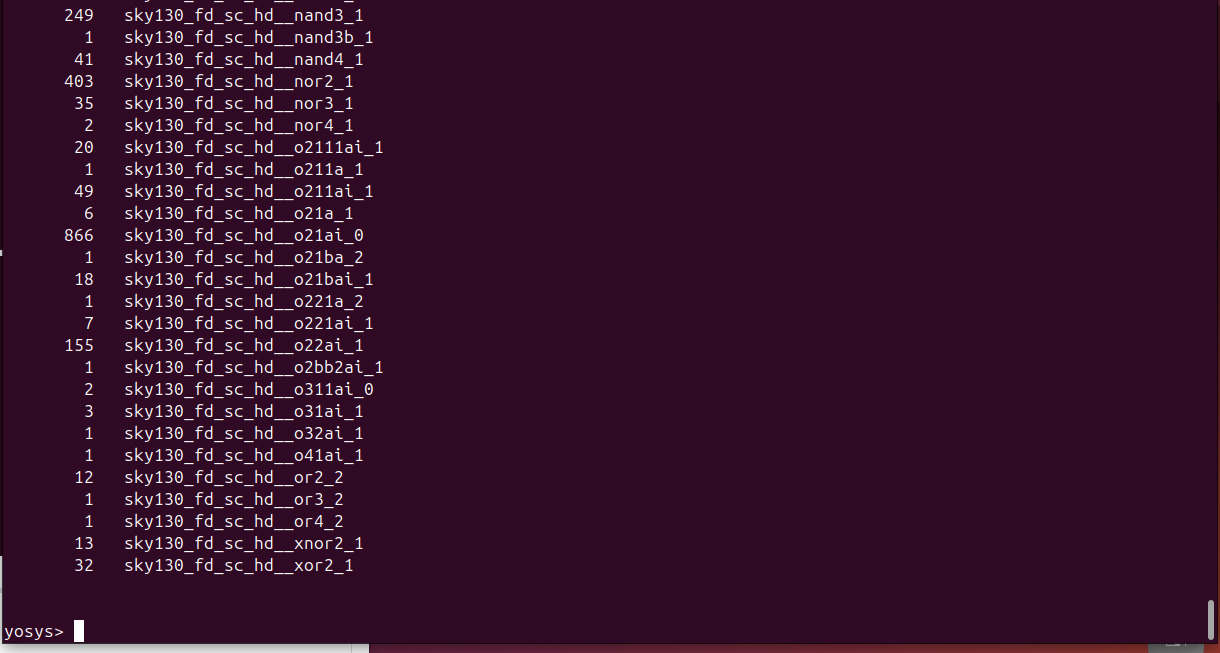 249 sky130_fd_sc_hd__nand3_1
1 sky130_fd_sc_hd__nand3b_1
41 sky130_fd_sc_hd__nand4_1
403 sky130_fd_sc_hd__nor2_1
35 sky130_fd_sc_hd__nor3_1
2 sky130_fd_sc_hd__nor4_1
20 sky130_fd_sc_hd__o2111ai_1
1 sky130_fd_sc_hd__o211a_1
49 sky130_fd_sc_hd__o211ai_1
6 sky130_fd_sc_hd__o21a_1
866 sky130_fd_sc_hd__o21ai_0
1 sky130_fd_sc_hd__o21ba_2
18 sky130_fd_sc_hd__o21bai_1
1 sky130_fd_sc_hd__o221a_2
7 sky130_fd_sc_hd__o221ai_1
155 sky130_fd_sc_hd__o22ai_1
1 sky130_fd_sc_hd__o2bb2ai_1
2 sky130_fd_sc_hd__o311ai_0
3 sky130_fd_sc_hd__o31ai_1
1 sky130_fd_sc_hd__o32ai_1
1 sky130_fd_sc_hd__o41ai_1
12 sky130_fd_sc_hd__or2_2
1 sky130_fd_sc_hd__or3_2
1 sky130_fd_sc_hd__or4_2
13 sky130_fd_sc_hd__xnor2_1
32 sky130_fd_sc_hd__xor2_1
yosys>